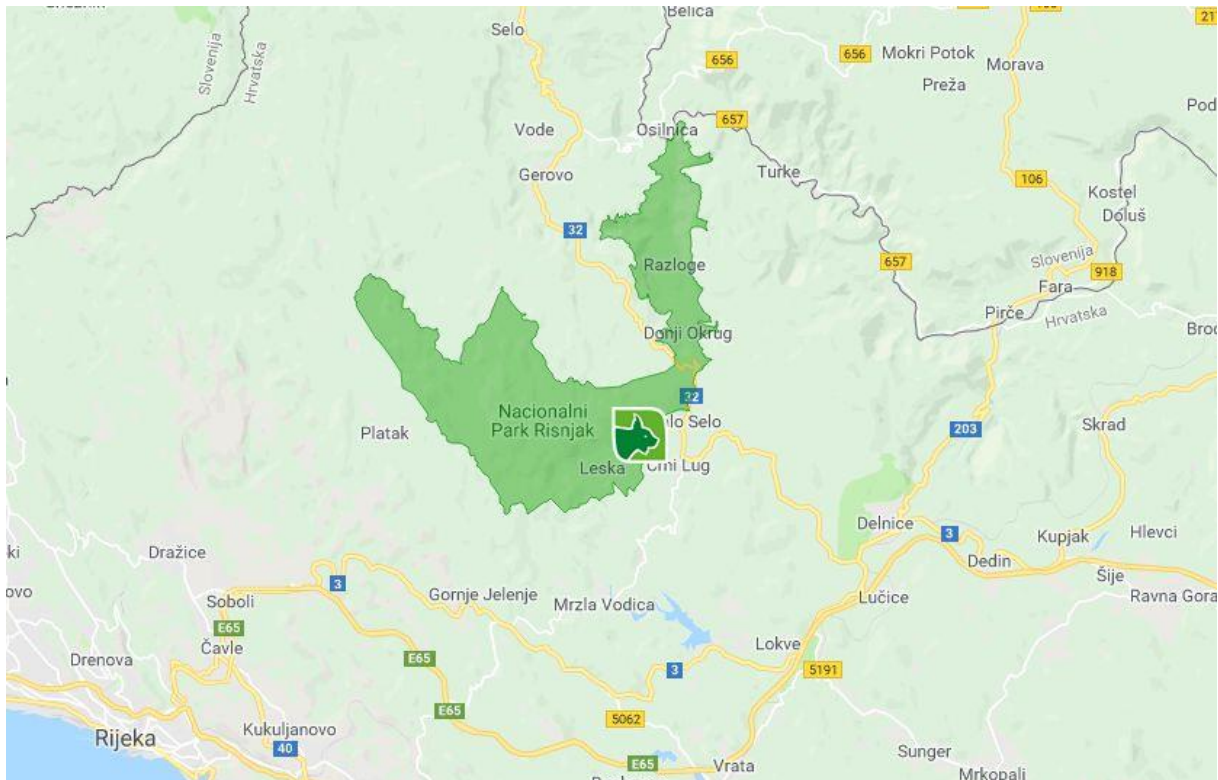 Belica
Selo
656
656
Mokri Potok
Morava
Preža
Slovenija
Hrvatska
Vode
Osilnica
657
Gerovo
Turke
106
Kostel
Doluš
32
Razloge
657
Slovenija
918
Fara
Pirče
Hrvatska
Donji Okrug
32
Nacionalni
Park Risnjak
203
Skrad
Platak
Leska
Crni Lug
Delnice
3
Kupjak
Hlevci
Dražice
Dedin
3
Šije
Gornje Jelenje
Mrzla Vodica
Lučice
Ravna Gora
Soboli
E65
Čavle
Drenova
E65
Lokve
3
5191
E65
5062
Kukuljanovo
Rijeka
40
E65
Vrata
Sunger
Mrkopalj